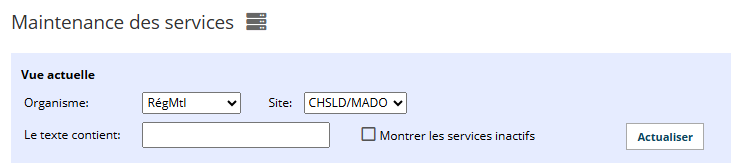 Maintenance des services
Vue actuelle
Organisme: RégMtl Site: CHSLD/MADO
Le texte contient: Montrer les services inactifs Actualiser